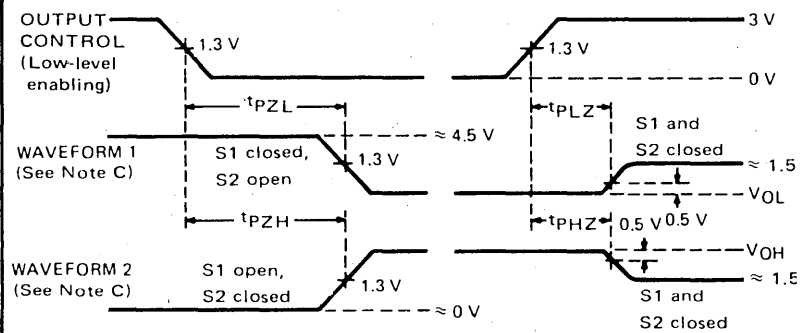 OUTPUT
CONTROL
(Low-level
enabling)
1.3 V
1.3 V
3 V
0 V
tPZL
tPLZ
WAVEFORM 1
(See Note C)
S1 closed,
S2 open
≈ 4.5 V
1.3 V
S1 and
S2 closed
≈ 1.5
VOL
0.5 V
tPZH
tPHZ
0.5 V
WAVEFORM 2
(See Note C)
S1 open,
S2 closed
1.3 V
≈ 0 V
VOH
≈ 1.5
S1 and
S2 closed